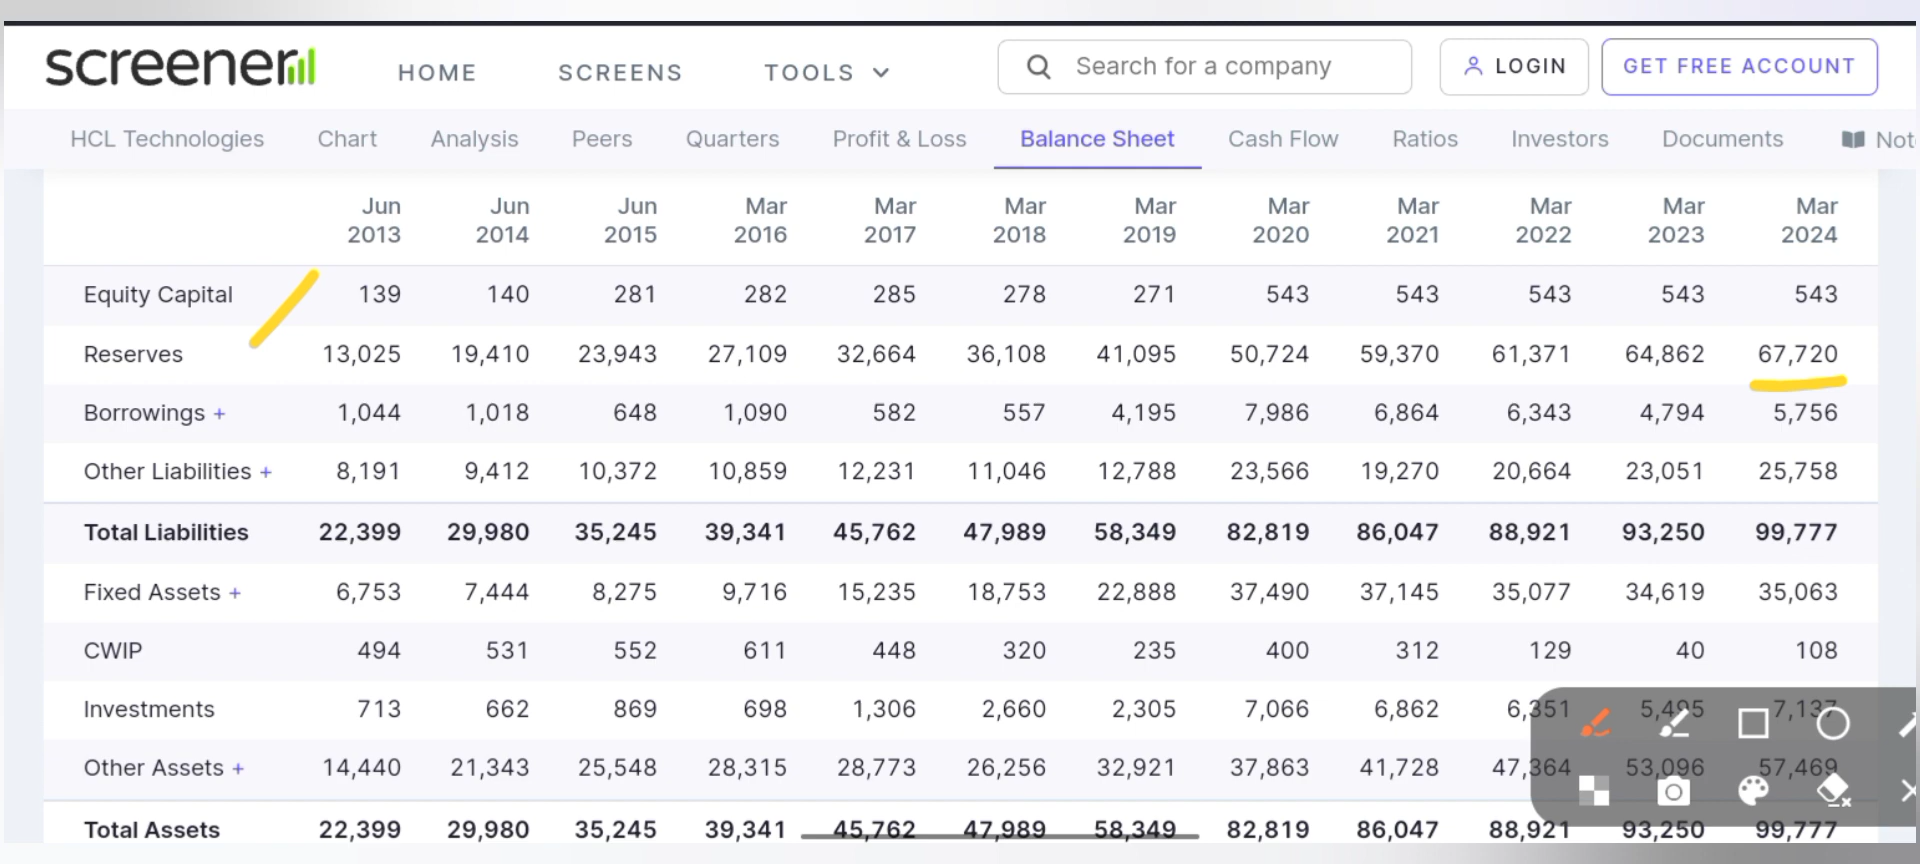 screener HOME SCREENS TOOLS Search for a company LOGIN GET FREE ACCOUNT
HCL Technologies Chart Analysis Peers Quarters Profit & Loss Balance Sheet Cash Flow Ratios Investors Documents
Jun Jun Jun Mar Mar Mar Mar Mar Mar Mar Mar Mar
2013 2014 2015 2016 2017 2018 2019 2020 2021 2022 2023 2024
Equity Capital 139 140 281 282 285 278 271 543 543 543 543 543
Reserves 13,025 19,410 23,943 27,109 32,664 36,108 41,095 50,724 59,370 61,371 64,862 67,720
Borrowings + 1,044 1,018 648 1,090 582 557 4,195 7,986 6,864 6,343 4,794 5,756
Other Liabilities + 8,191 9,412 10,372 10,859 12,231 11,046 12,788 23,566 19,270 20,664 23,051 25,758
Total Liabilities 22,399 29,980 35,245 39,341 45,762 47,989 58,349 82,819 86,047 88,921 93,250 99,777
Fixed Assets + 6,753 7,444 8,275 9,716 15,235 18,753 22,888 37,490 37,145 35,077 34,619 35,063
CWIP 494 531 552 611 448 320 235 400 312 129 40 108
Investments 713 662 869 698 1,306 2,660 2,305 7,066 6,862 6,351 5,495 7,137
Other Assets + 14,440 21,343 25,548 28,315 28,773 26,256 32,921 37,863 41,728 47,364 53,096 57,469
Total Assets 22,399 29,980 35,245 39,341 45,762 47,989 58,349 82,819 86,047 88,921 93,250 99,777